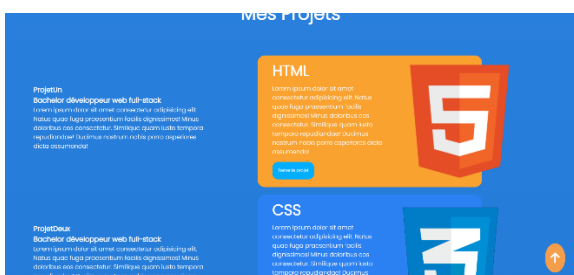 Mes Projets
ProjetUn
Bachelor développeur web full-stack
Lorem ipsum dolor sit amet consectetur adipisicing elit.
Natus quae fuga praesentium facilis dignissimos! Minus
doloribus eos consectetur. Similique quam iusto tempora
repudiandae! Ducimus nostrum nobis porro asperiores
dicta assumenda!
HTML
Lorem ipsum dolor sit amet
consectetur adipisicing elit. Natus
quae fuga praesentium facilis
dignissimos! Minus doloribus eos
consectetur. Similique quam iusto
tempora repudiandae! Ducimus
nostrum nobis porro asperiores dicta
assumenda!
projet
5
ProjetDeux
Bachelor développeur web full-stack
Lorem ipsum dolor sit amet consectetur adipisicing elit.
Natus quae fuga praesentium facilis dignissimos! Minus
doloribus eos consectetur. Similique quam iusto tempora
CSS
Lorem ipsum dolor sit amet
consectetur adipisicing elit. Natus
quae fuga praesentium facilis
dignissimos! Minus doloribus eos
consectetur. Similique quam iusto
tempora repudiandae! Ducimus
3